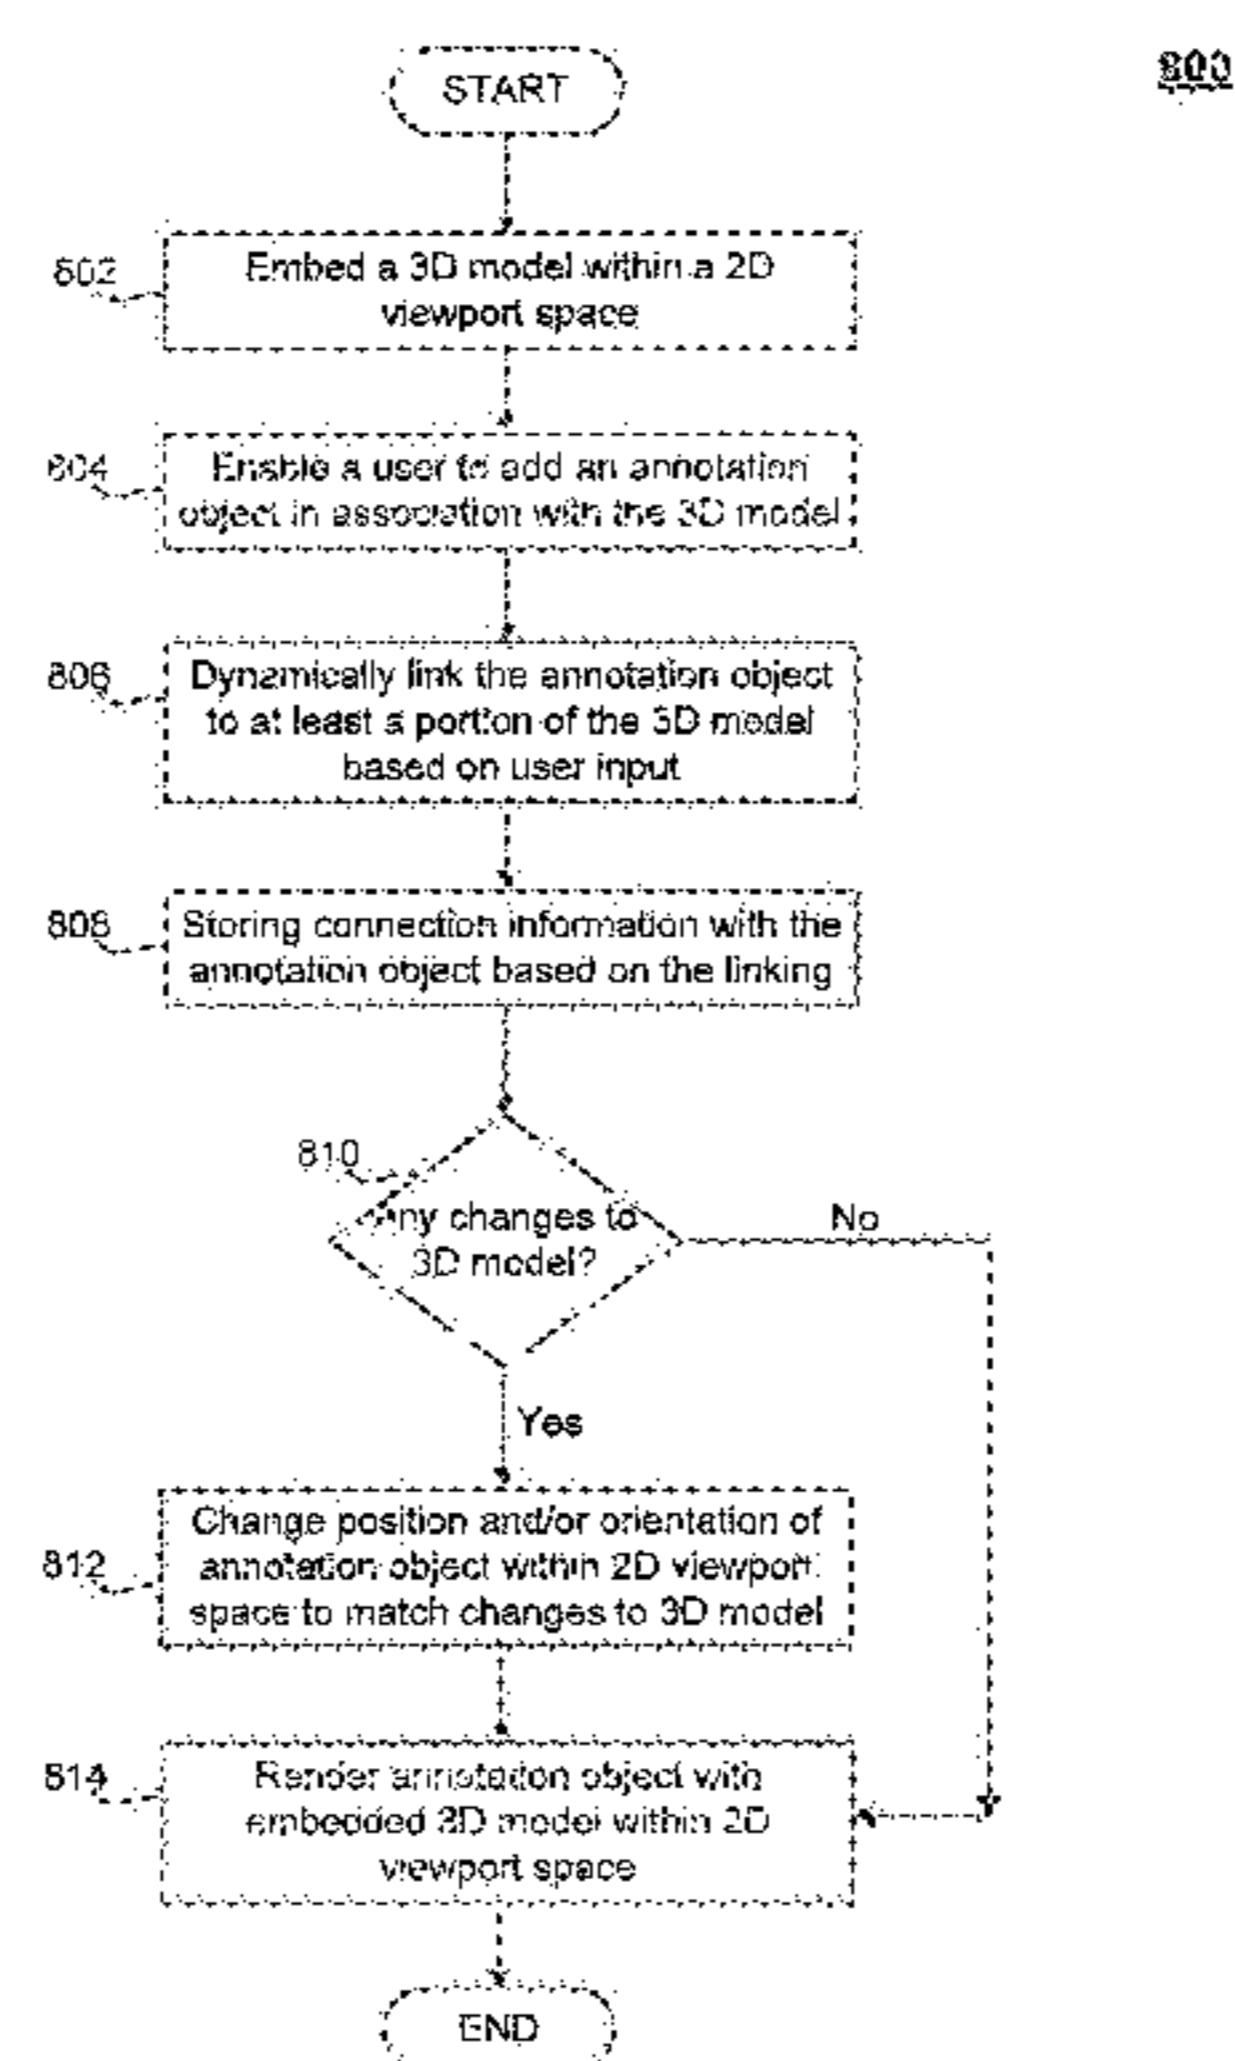 800
START
802
Embed a 3D model within a 2D
viewport space
804
Enable a user to add an annotation
object in association with the 3D model
806
Dynamically link the annotation object
to at least a portion of the 3D model
based on user input
808
Storing connection information with the
annotation object based on the linking
810
Any changes to
3D model?
No
Yes
812
Change position and/or orientation of
annotation object within 2D viewport
space to match changes to 3D model
814
Render annotation object with
embedded 3D model within 2D
viewport space
END